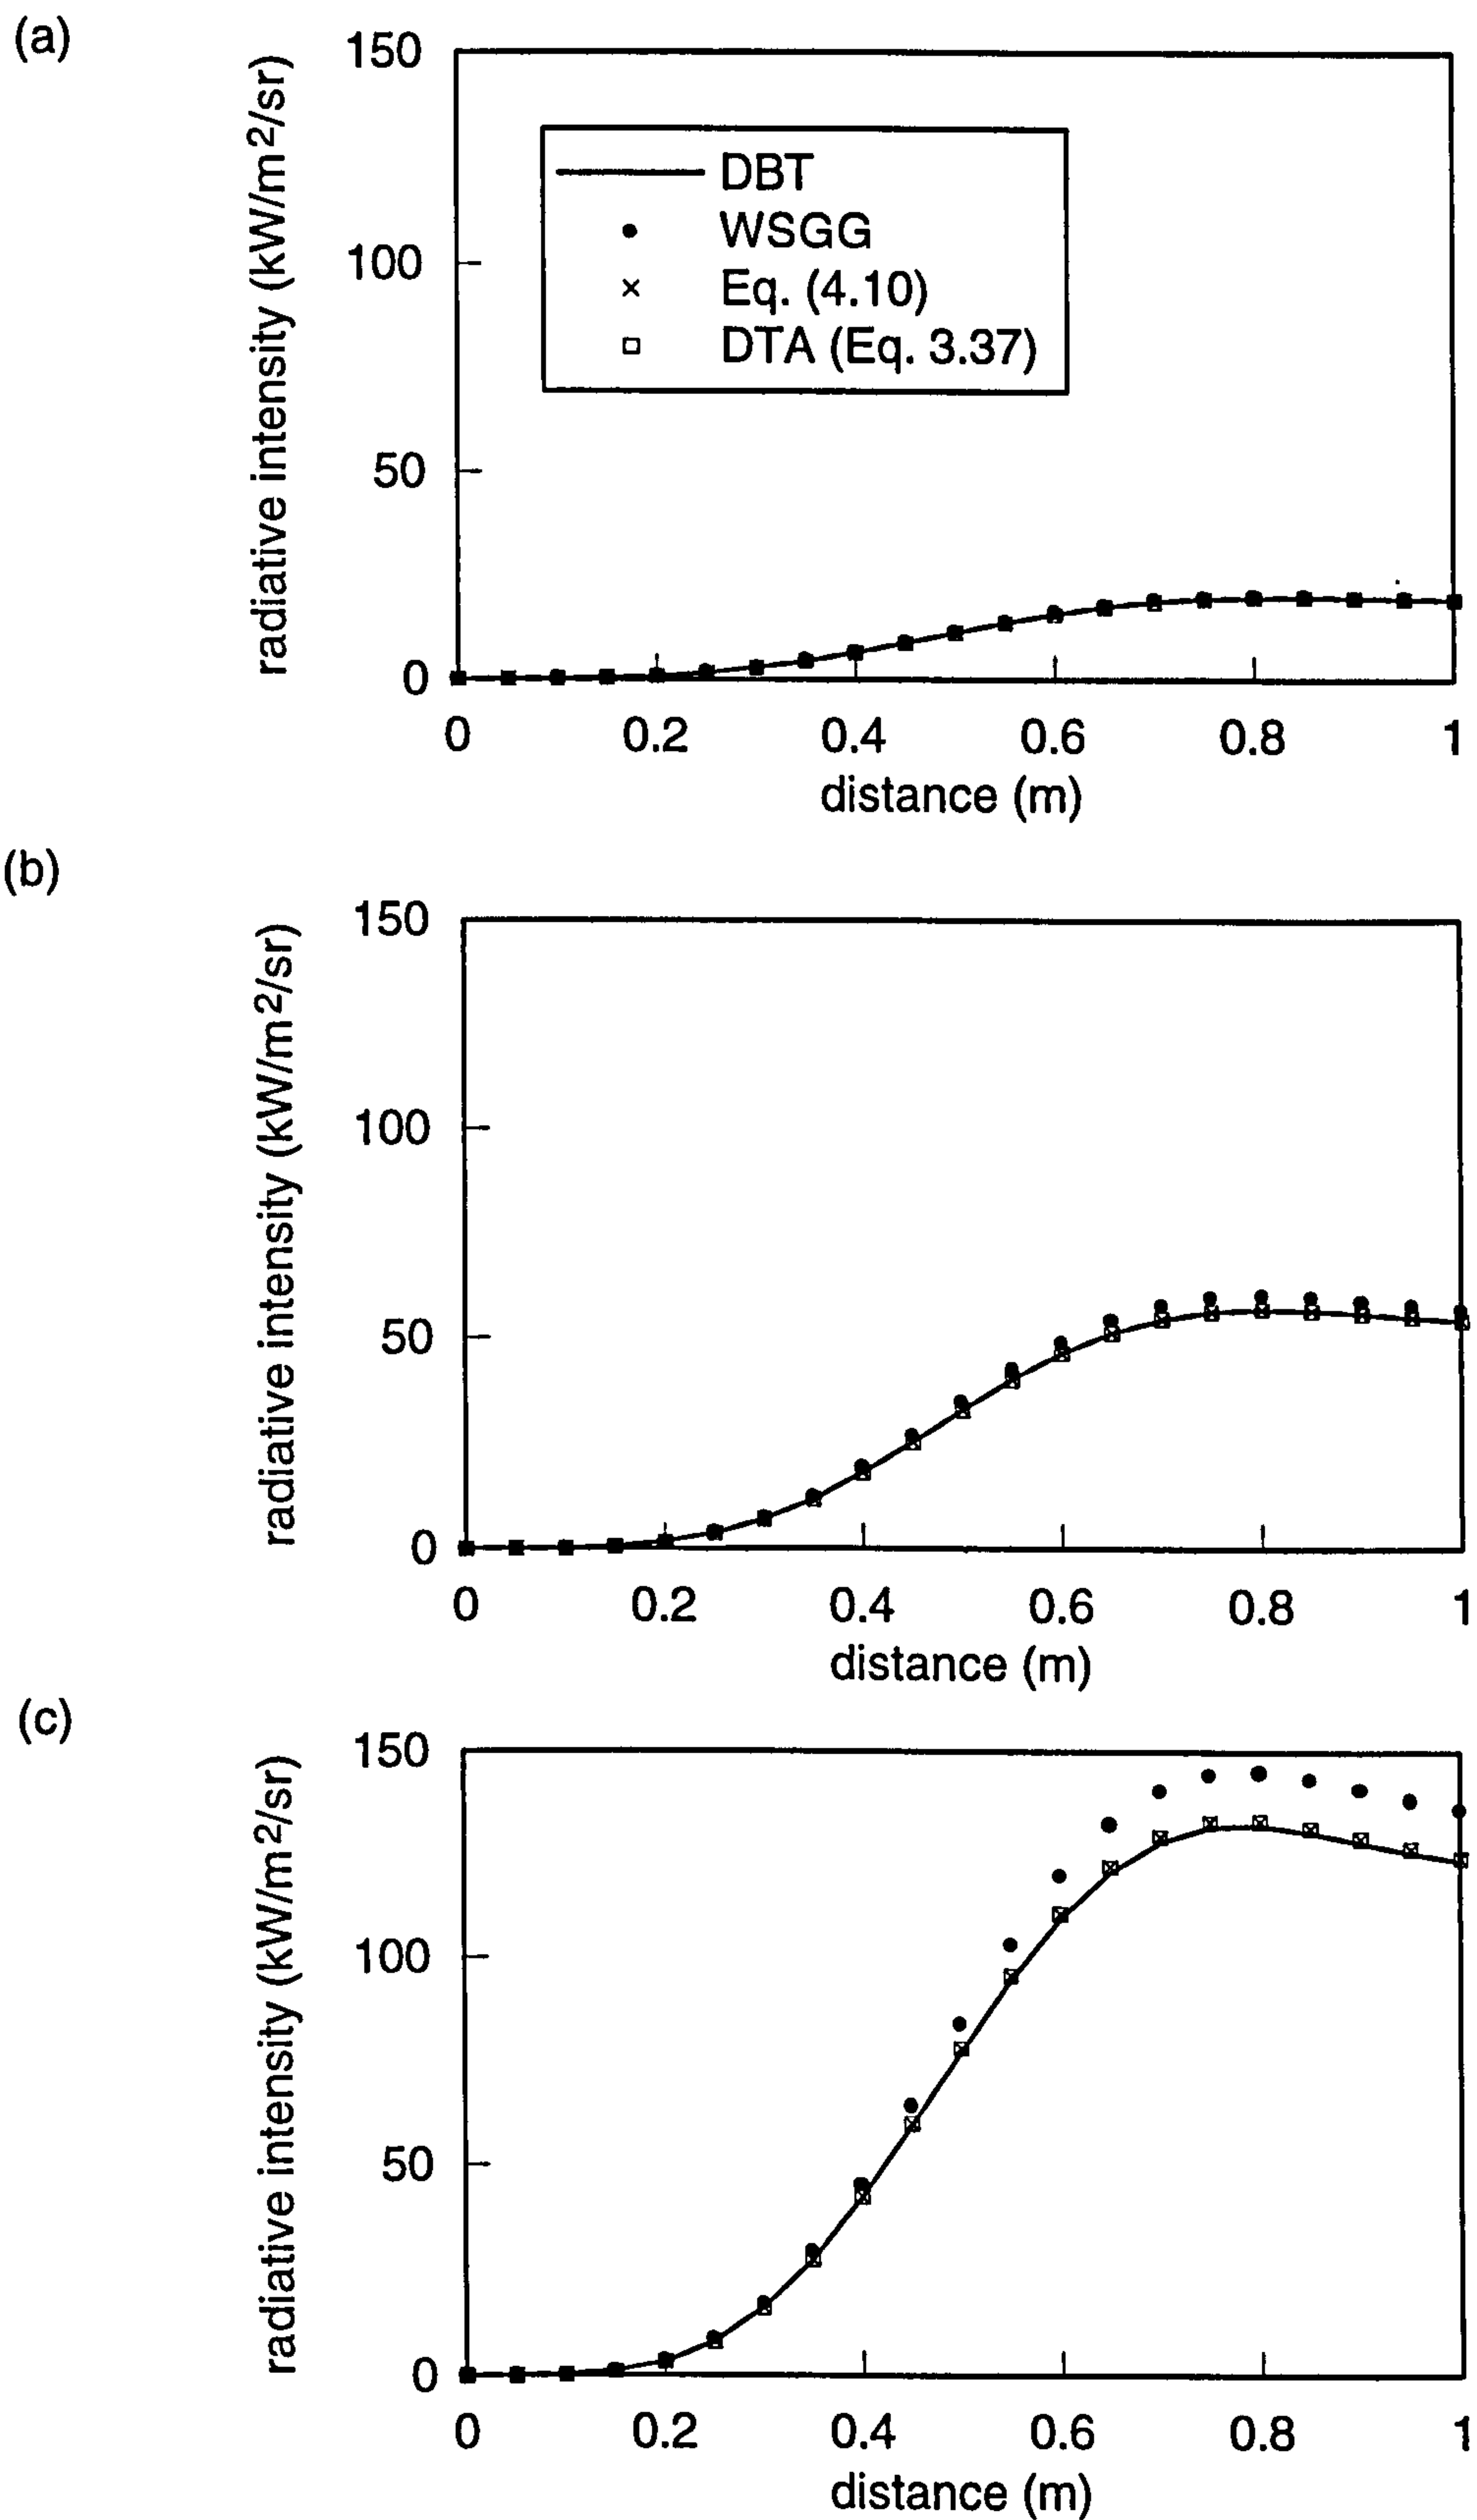 (a)
150
100
50
0
radiative intensity (kW/m2/sr)
DBT
WSGG
Eq. (4.10)
DTA (Eq. 3.37)
0 0.2 0.4 0.6 0.8 1
distance (m)
(b)
150
100
50
0
radiative intensity (kW/m2/sr)
0 0.2 0.4 0.6 0.8 1
distance (m)
(c)
150
100
50
0
radiative intensity (kW/m2/sr)
0 0.2 0.4 0.6 0.8 1
distance (m)